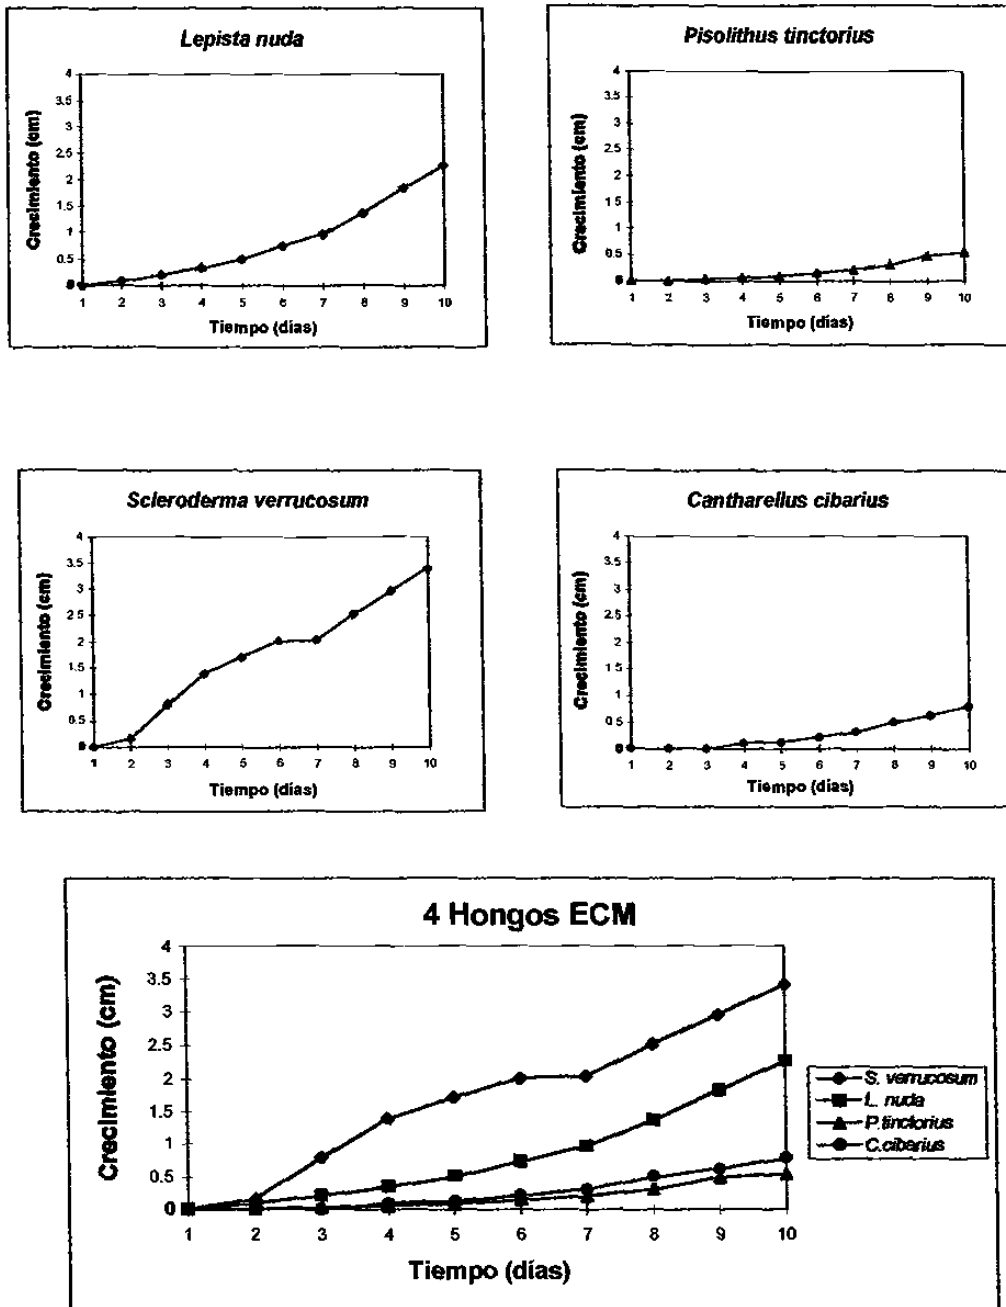 Lepista nuda
Crecimiento (cm)
4
3.5
3
2.5
2
1.5
1
0.5
0
1 2 3 4 5 6 7 8 9 10
Tiempo (días)
Pisolithus tinctorius
Crecimiento (cm)
4
3.5
3
2.5
2
1.5
1
0.5
0
1 2 3 4 5 6 7 8 9 10
Tiempo (días)
Scleroderma verrucosum
Crecimiento (cm)
4
3.5
3
2 5
2
1.5
1
0.5
0
1 2 3 4 5 6 7 8 9 10
Tiempo (días)
Cantharellus cibarius
Crecimiento (cm)
4
3.5
3
2.5
2
1.5
1
0.5
0
1 2 3 4 5 6 7 8 9 10
Tiempo (días)
4 Hongos ECM
Crecimiento (cm)
4
3.5
3
2.5
2
1.5
1
0.5
0
1 2 3 4 5 6 7 8 9 10
Tiempo (días)
S. verrucosum
L. nuda
P.tinctorius
C.cibarius